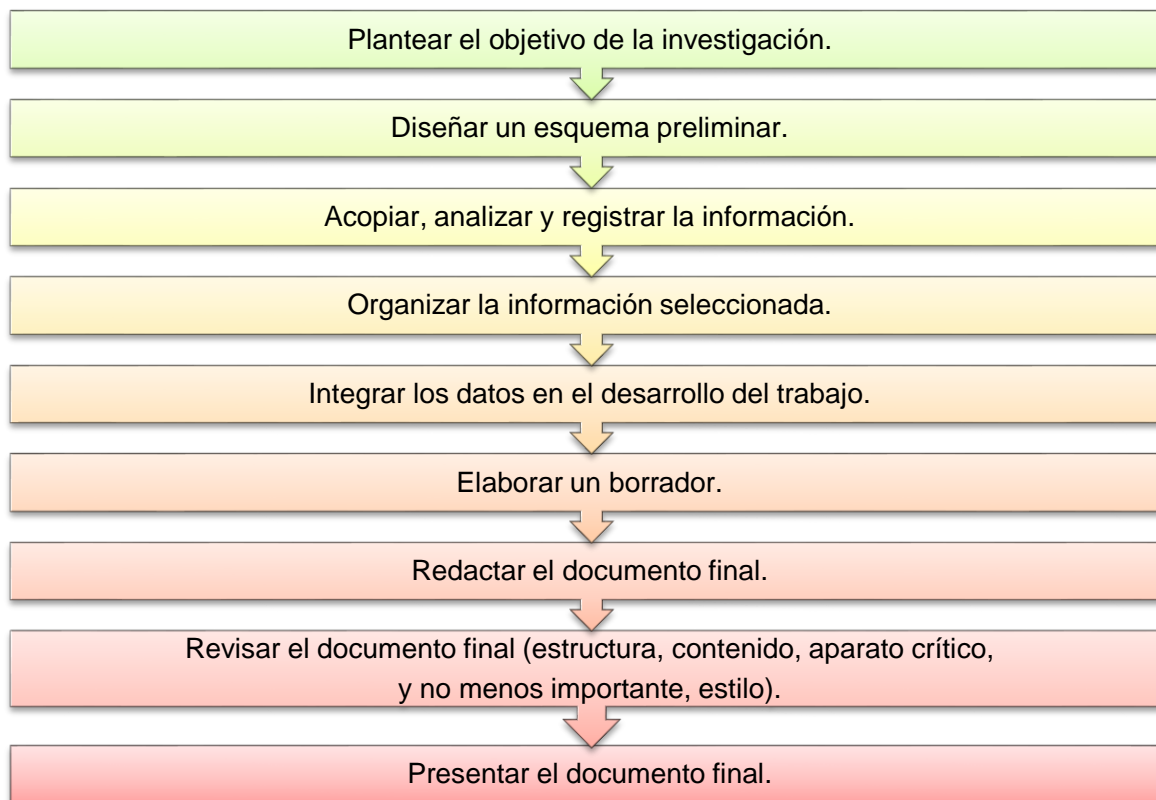 Plantear el objetivo de la investigación.
Diseñar un esquema preliminar.
Acopiar, analizar y registrar la información.
Organizar la información seleccionada.
Integrar los datos en el desarrollo del trabajo.
Elaborar un borrador.
Redactar el documento final.
Revisar el documento final (estructura, contenido, aparato crítico,
y no menos importante, estilo).
Presentar el documento final.